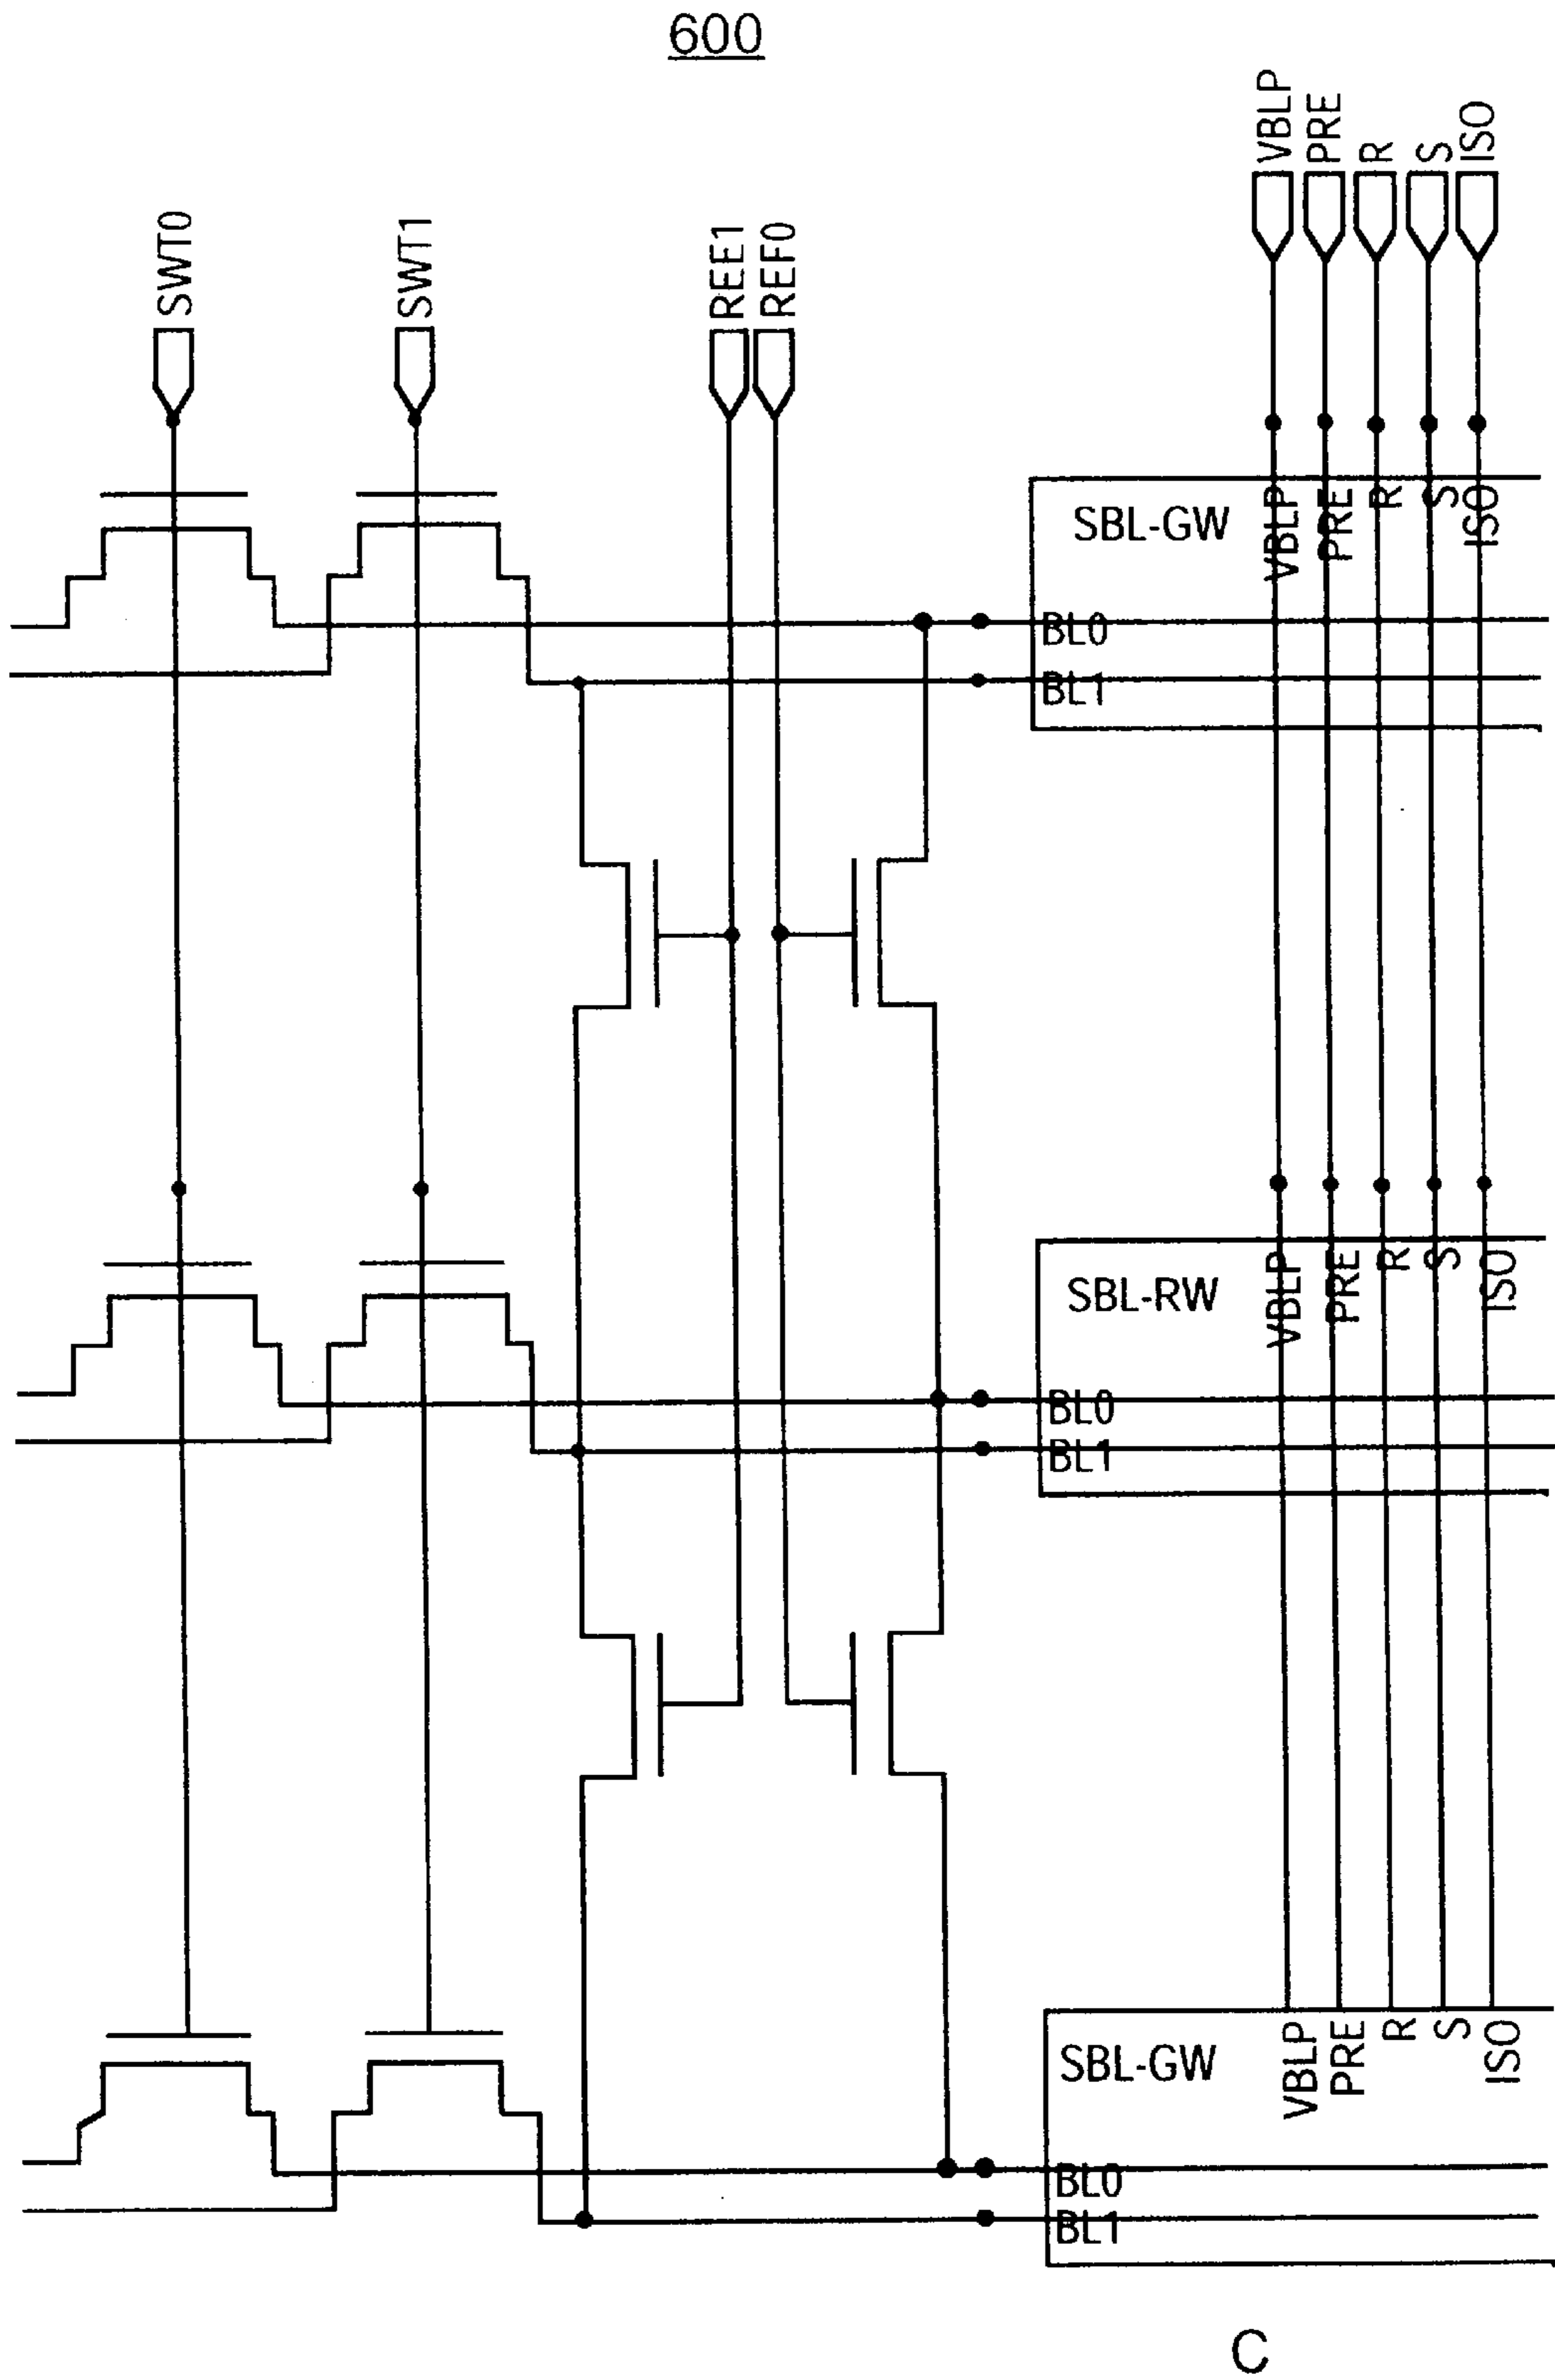 600
SWT0
SWT1
REE1
REF0
VBLP
PRE
R
S
ISO
SBL-GW
VBLP
PRE
R
S
ISO
BL0
BL1
SBL-RW
VBLP
PRE
R
S
ISO
BL0
BL1
SBL-GW
VBLP
PRE
R
S
ISO
BL0
BL1
C